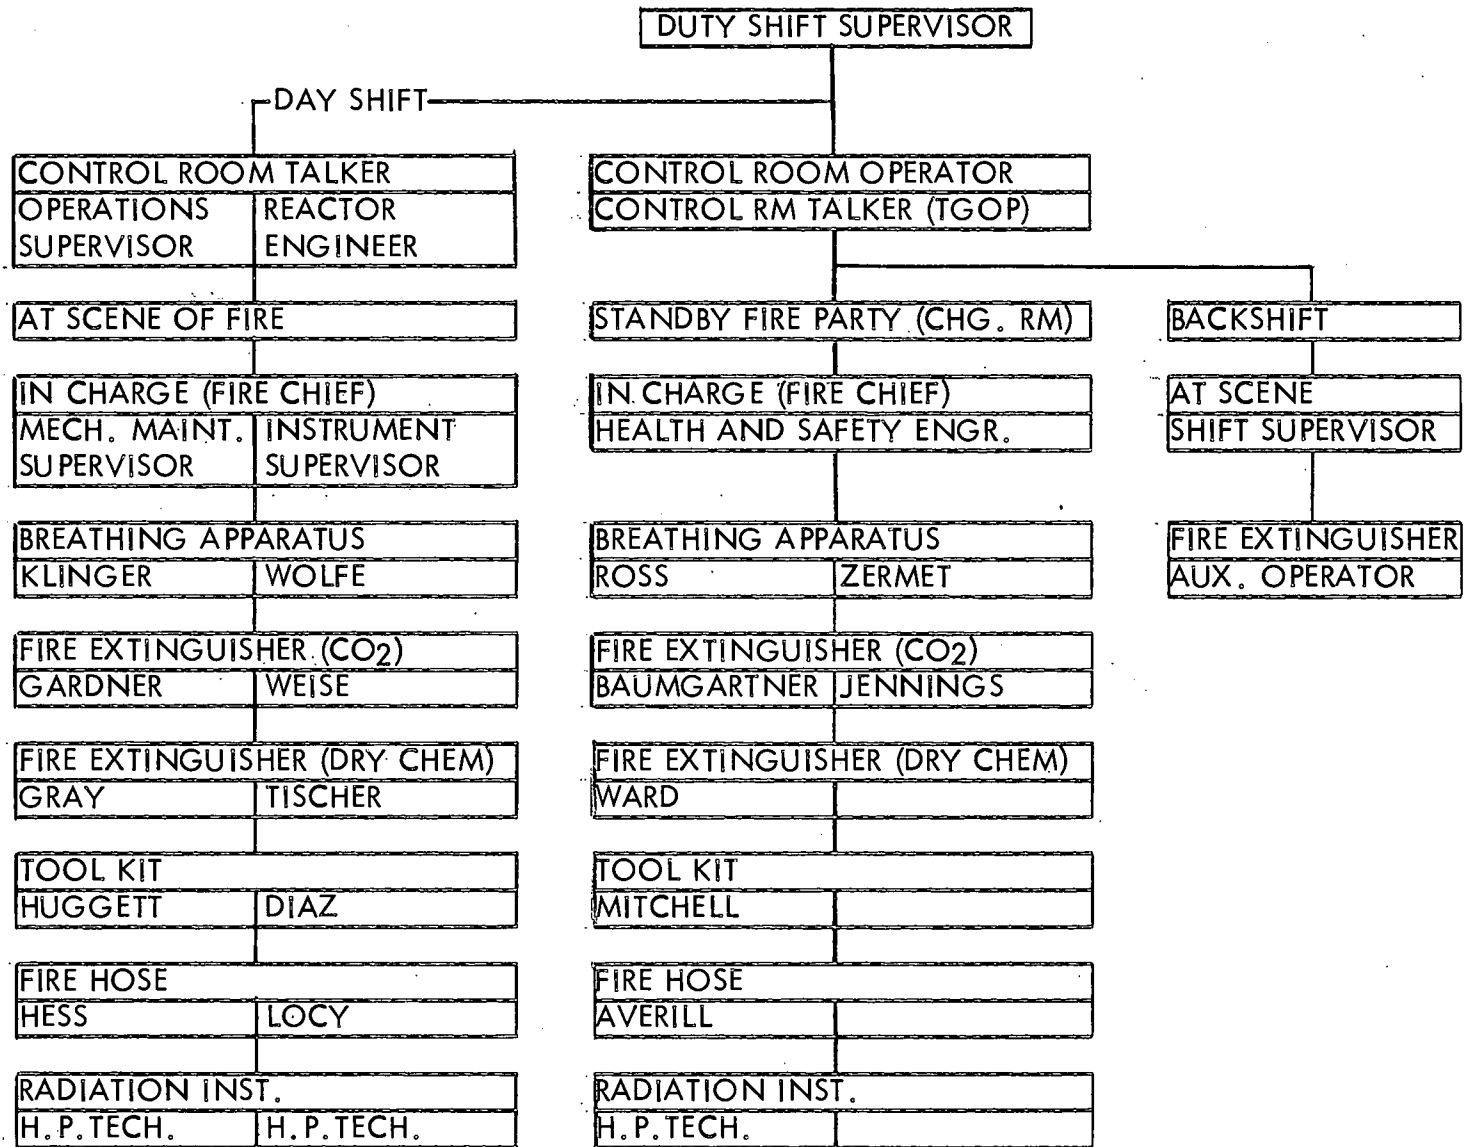 DUTY SHIFT SUPERVISOR
DAY SHIFT
CONTROL ROOM TALKER
OPERATIONS SUPERVISOR
REACTOR ENGINEER
AT SCENE OF FIRE
IN CHARGE (FIRE CHIEF)
MECH. MAINT. SUPERVISOR
INSTRUMENT SUPERVISOR
BREATHING APPARATUS
KLINGER
WOLFE
FIRE EXTINGUISHER (CO2)
GARDNER
WEISE
FIRE EXTINGUISHER (DRY CHEM)
GRAY
TISCHER
TOOL KIT
HUGGETT
DIAZ
FIRE HOSE
HESS
LOCY
RADIATION INST.
H.P. TECH.
H.P. TECH.
CONTROL ROOM OPERATOR
CONTROL RM TALKER (TGOP)
STANDBY FIRE PARTY (CHG. RM)
IN CHARGE (FIRE CHIEF)
HEALTH AND SAFETY ENGR.
BREATHING APPARATUS
ROSS
ZERMET
FIRE EXTINGUISHER (CO2)
BAUMGARTNER
JENNINGS
FIRE EXTINGUISHER (DRY CHEM)
WARD
TOOL KIT
MITCHELL
FIRE HOSE
AVERILL
RADIATION INST.
H.P. TECH.
BACKSHIFT
AT SCENE
SHIFT SUPERVISOR
FIRE EXTINGUISHER
AUX. OPERATOR